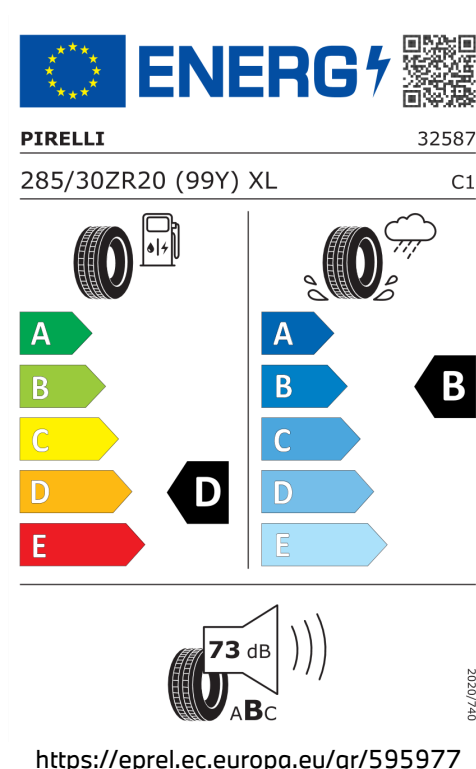 ENERG
PIRELLI
32587
285/30ZR20 (99Y) XL
C1
A
B
C
D
E
D
A
B
C
D
E
B
73 dB
ABC
2020/740
https://eprel.ec.europa.eu/qr/595977